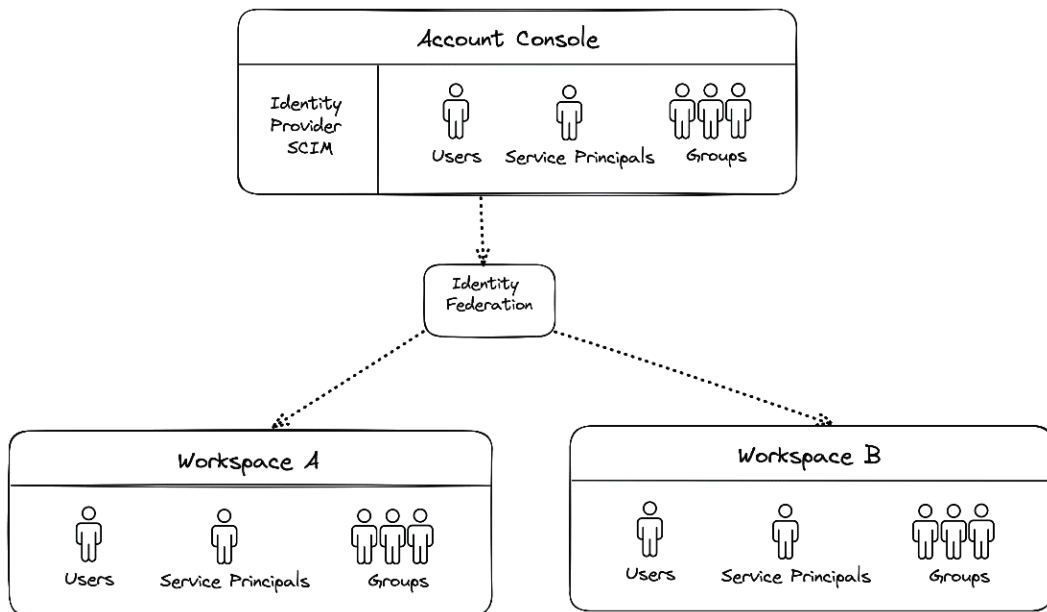 Account Console
Identity
Provider
SCIM
Users
Service Principals
Groups
Identity
Federation
Workspace A
Users
Service Principals
Groups
Workspace B
Users
Service Principals
Groups